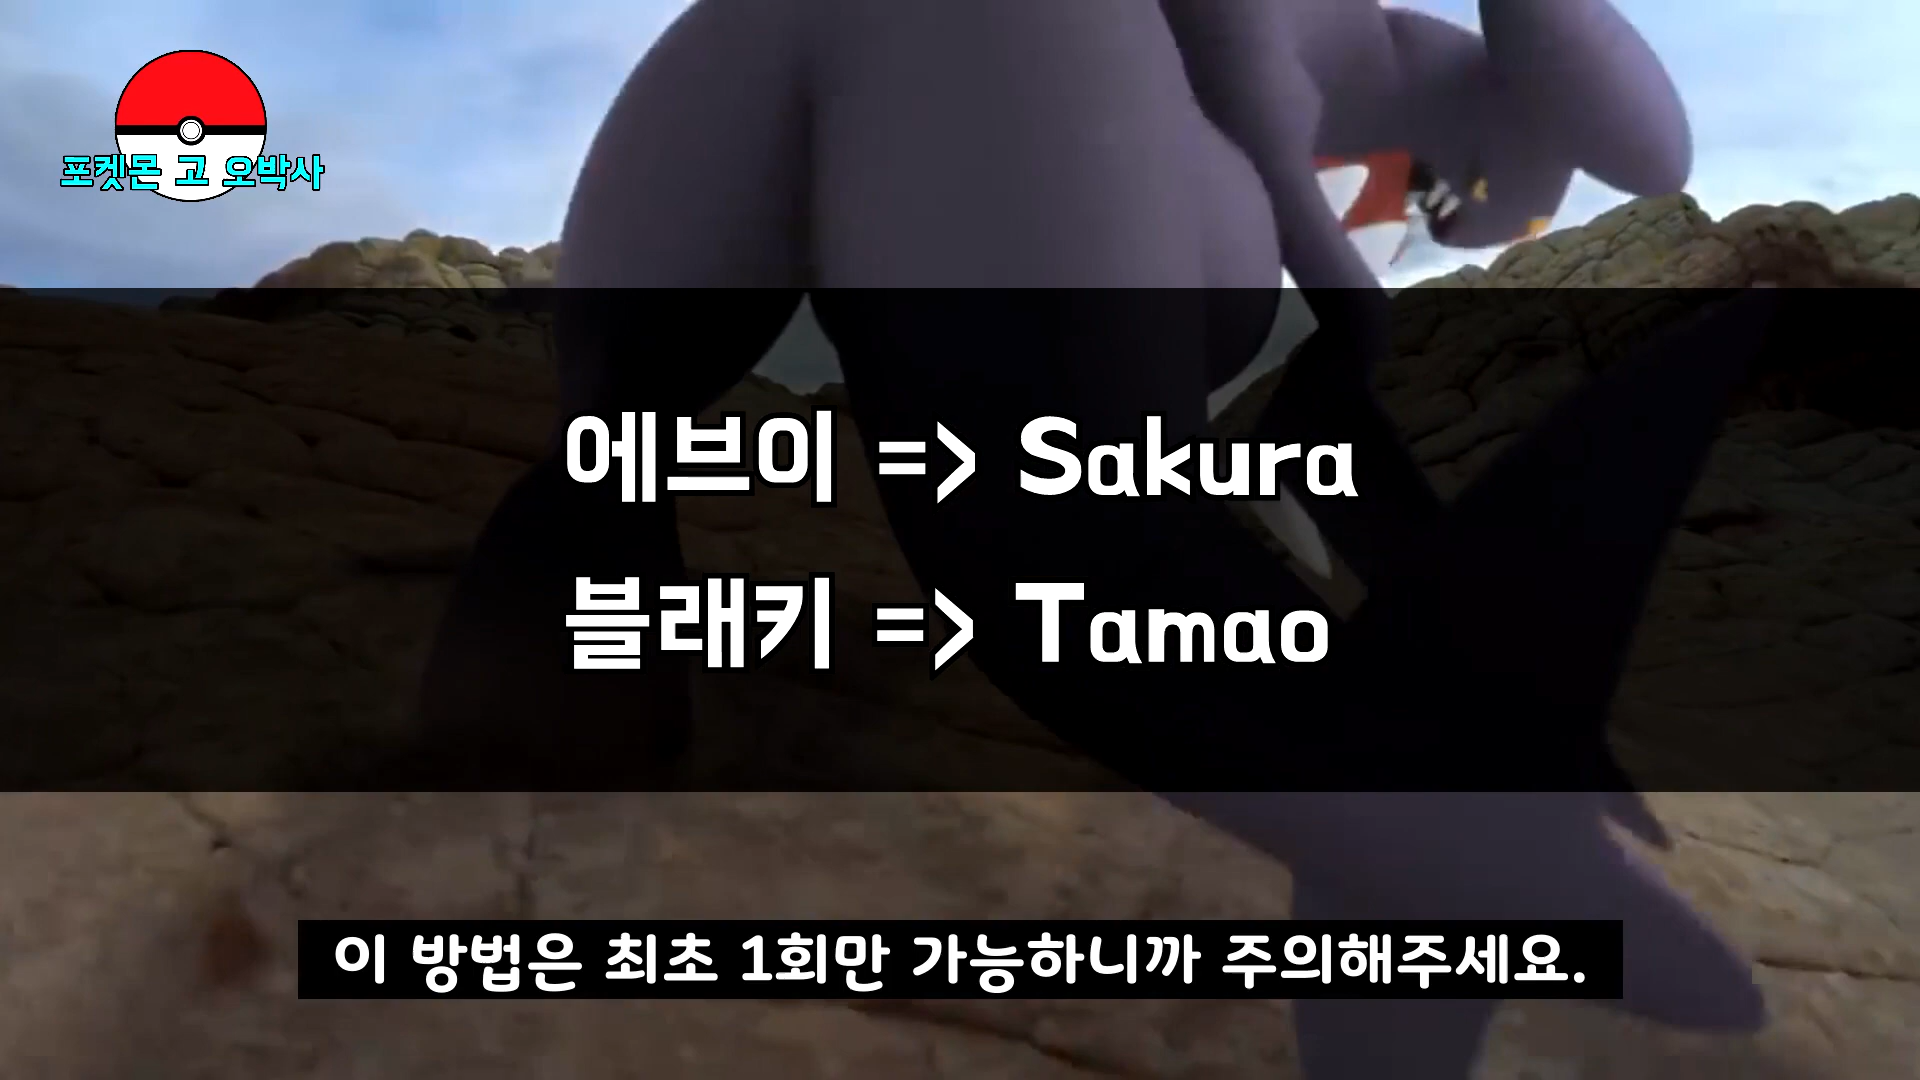 포켓몬 고 오박사
에브이 => Sakura
블래키 => Tamao
이 방법은 최초 1회만 가능하니까 주의해주세요.